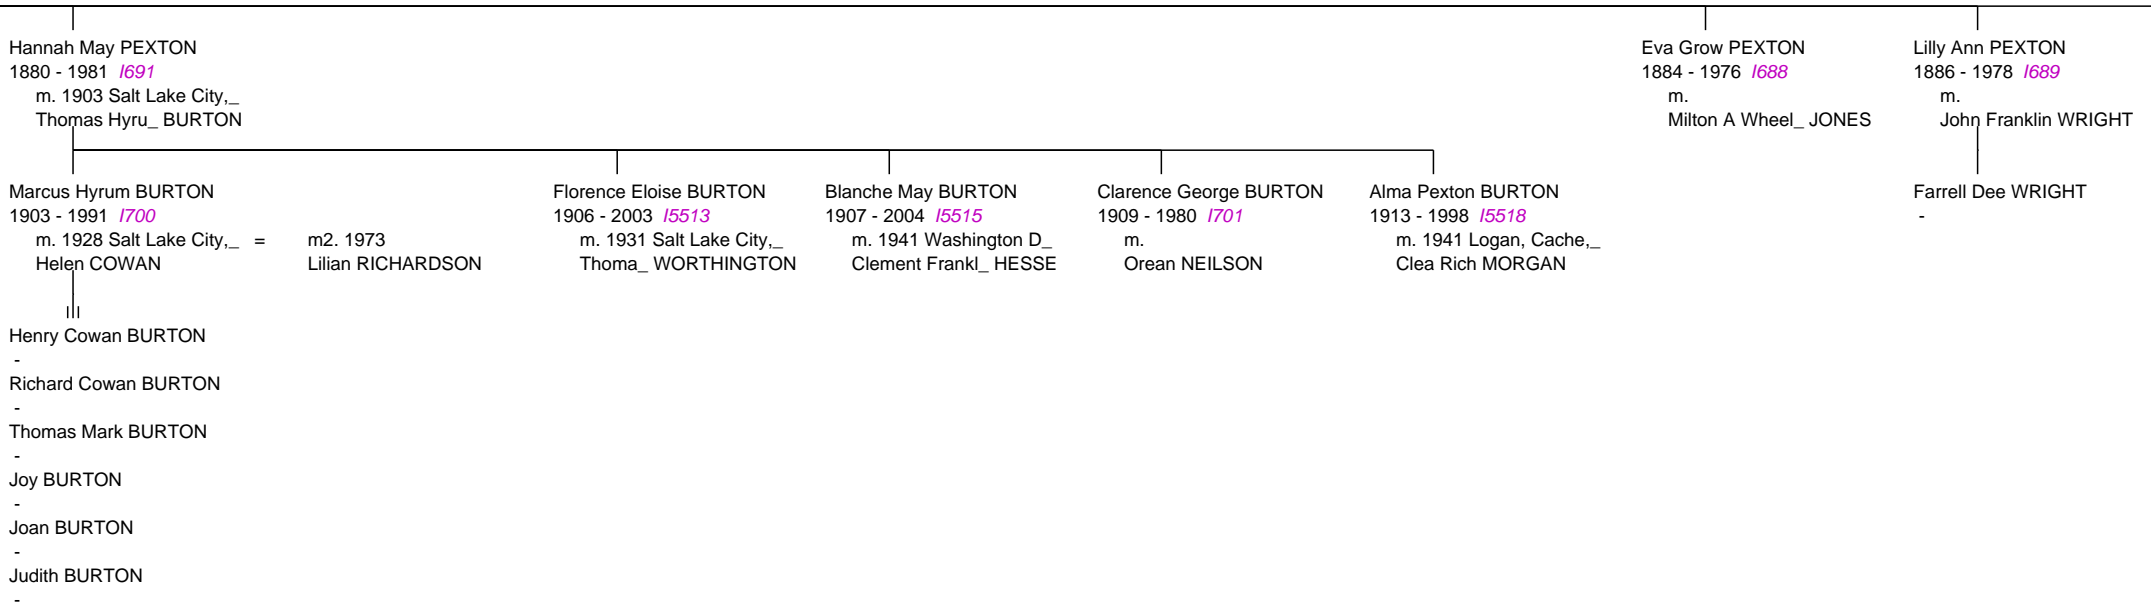 Hannah May PEXTON
1880 - 1981 I691
m. 1903 Salt Lake City,_
Thomas Hyru_ BURTON
Eva Grow PEXTON
1884 - 1976 I688
m.
Milton A Wheel_ JONES
Lilly Ann PEXTON
1886 - 1978 I689
m.
John Franklin WRIGHT
Marcus Hyrum BURTON
1903 - 1991 I700
m. 1928 Salt Lake City,_ =
Helen COWAN
m2. 1973
Lilian RICHARDSON
Florence Eloise BURTON
1906 - 2003 I5513
m. 1931 Salt Lake City,_
Thoma_ WORTHINGTON
Blanche May BURTON
1907 - 2004 I5515
m. 1941 Washington D_
Clement Frankl_ HESSE
Clarence George BURTON
1909 - 1980 I701
m.
Orean NEILSON
Alma Pexton BURTON
1913 - 1998 I5518
m. 1941 Logan, Cache,_
Clea Rich MORGAN
Farrell Dee WRIGHT
-
Henry Cowan BURTON
-
Richard Cowan BURTON
-
Thomas Mark BURTON
-
Joy BURTON
-
Joan BURTON
-
Judith BURTON
-